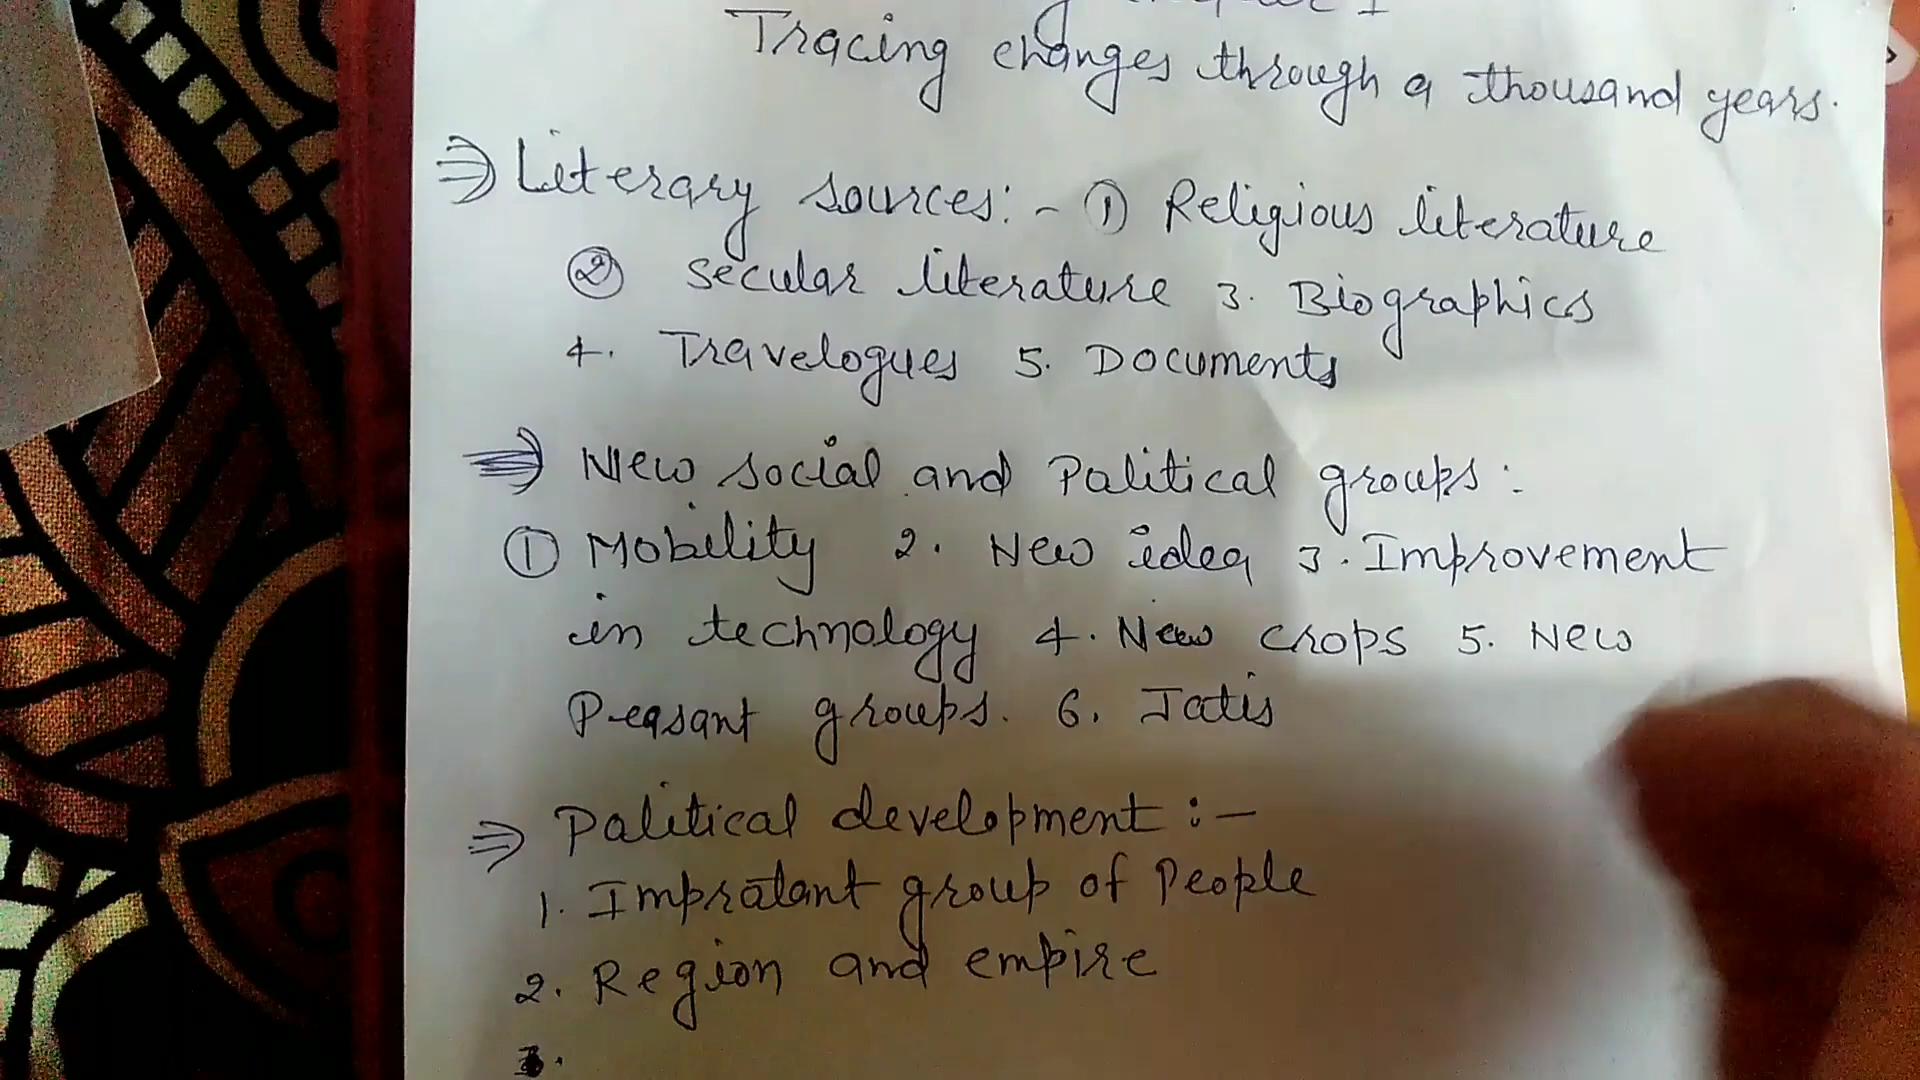 Tracing changes through a thousand years.
⇒ Literary sources:- ① Religious literature
② secular literature 3. Biographics
4. Travelogues 5. Documents
⇒ New social and Palitical groups:
① Mobility 2. New idea 3. Improvement
in technology 4. New crops 5. New
Peasant groups. 6. Jatis
⇒ Palitical development :-
1. Impratant group of People
2. Region and empire
3.